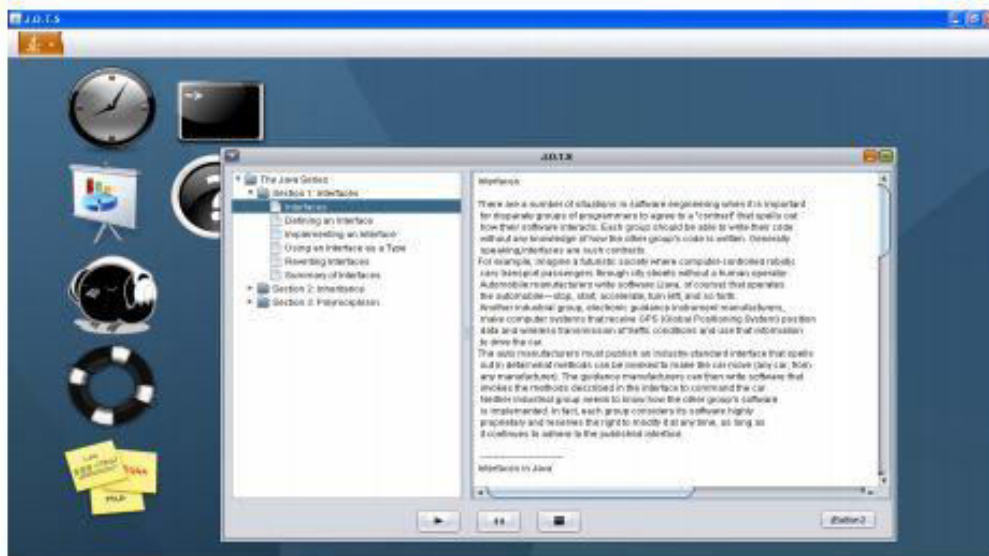 J.O.T.S
J.O.T.S
The Java Series
Section 1: Interfaces
Interfaces
Defining an Interface
Implementing an Interface
Using an Interface as a Type
Rewriting Interfaces
Summary of Interfaces
Section 2: Inheritance
Section 3: Polymorphism
Interfaces
There are a number of situations in software engineering when it is important
for disparate groups of programmers to agree to a "contract" that spells out
how their software interacts. Each group should be able to write their code
without any knowledge of how the other group's code is written. Generally
speaking, interfaces are such contracts.
For example, imagine a futuristic society where computer-controlled robotic
cars transport passengers through city streets without a human operator.
Automobile manufacturers write software (Java, of course) that operates
the automobile—stop, start, accelerate, turn left, and so forth.
Another industrial group, electronic guidance instrument manufacturers,
make computer systems that receive GPS (Global Positioning System) position
data and wireless transmission of traffic conditions and use that information
to drive the car.
The auto manufacturers must publish an industry-standard interface that spells
out in detail what methods can be invoked to make the car move (any car, from
any manufacturer). The guidance manufacturers can then write software that
invokes the methods described in the interface to command the car.
Neither industrial group needs to know how the other group's software
is implemented. In fact, each group considers its software highly
proprietary and reserves the right to modify it at any time, as long as
it continues to adhere to the published interface.
Interfaces in Java
jButton2